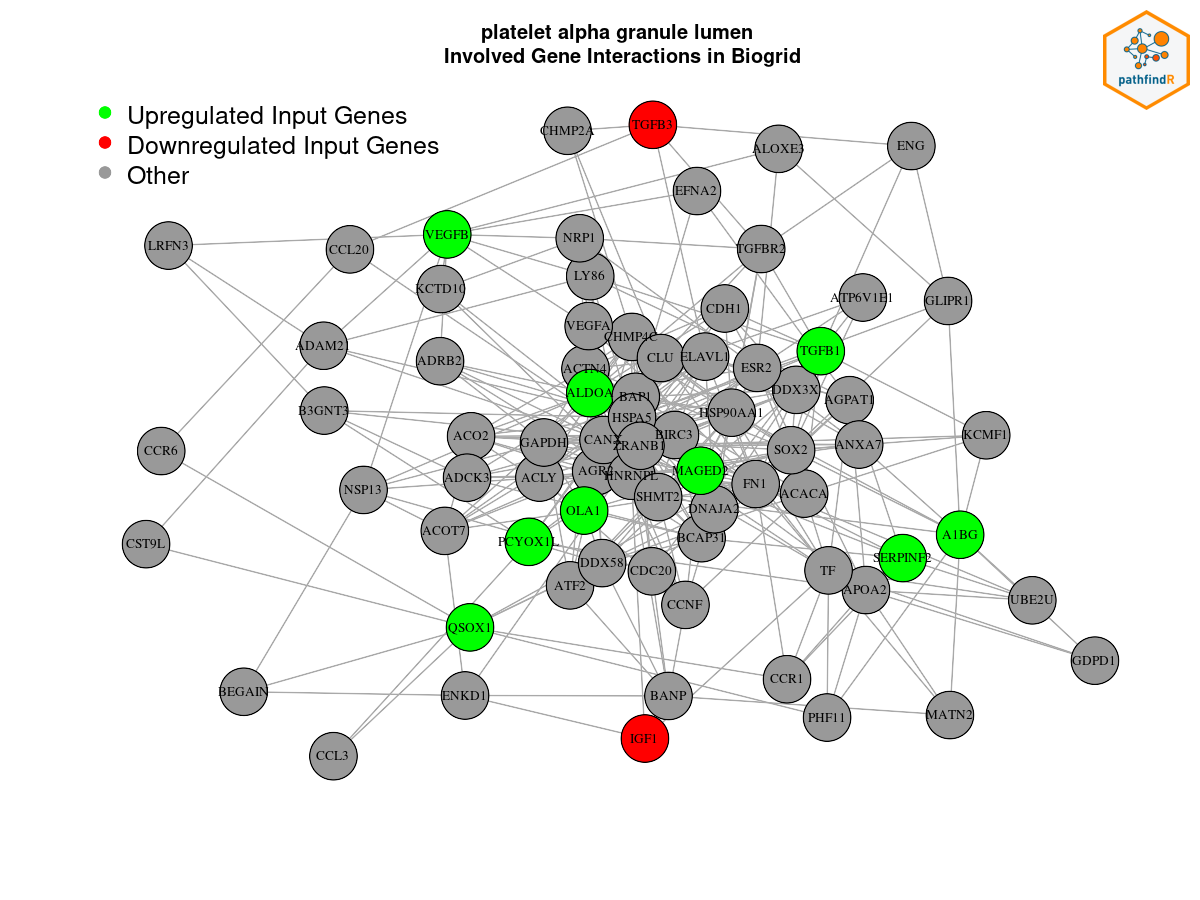 platelet alpha granule lumen
Involved Gene Interactions in Biogrid
pathfindR
Upregulated Input Genes
Downregulated Input Genes
Other
CHMP2A
TGFB3
ALOXE3
ENG
EFNA2
LRFN3
CCL20
VEGFB
NRP1
TGFBR2
LY86
KCTD10
ATP6V1E1
GLIPR1
CDH1
VEGFA
CHMP4C
ADAM21
ADRB2
CLU
ELAVL1
TGFB1
ACTN4
ESR2
ALDOA
BAP1
DDX3X
AGPAT1
B3GNT3
HSPA5
HSP90AA1
ACO2
GAPDH
CANX
ZRANB1
BIRC3
SOX2
ANXA7
KCMF1
CCR6
ADCK3
ACLY
AGR2
HNRNPL
MAGED2
FN1
ACACA
NSP13
SHMT2
OLA1
DNAJA2
ACOT7
PCYOX1L
BCAP31
A1BG
CST9L
SERPINF2
DDX58
CDC20
TF
ATF2
APOA2
CCNF
UBE2U
QSOX1
GDPD1
CCR1
BEGAIN
ENKD1
BANP
PHF11
MATN2
IGF1
CCL3